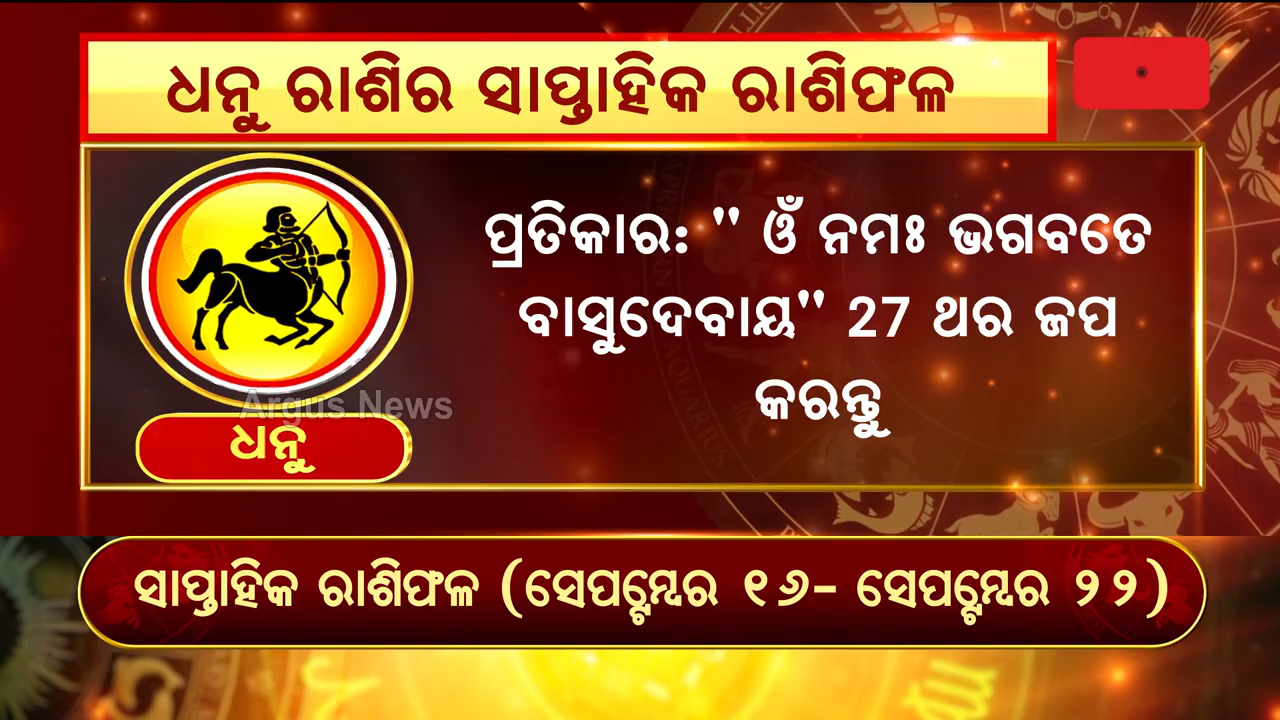 ଧନୁ ରାଶିର ସାପ୍ତାହିକ ରାଶିଫଳ
ପ୍ରତିକାର: " ଓଁ ନମଃ ଭଗବତେ
ବାସୁଦେବାୟ" 27 ଥର ଜପ
କରନ୍ତୁ
Argus News
ଧନୁ
ସାପ୍ତାହିକ ରାଶିଫଳ (ସେପ୍ଟେମ୍ବର ୧୬- ସେପ୍ଟେମ୍ବର ୨୨)